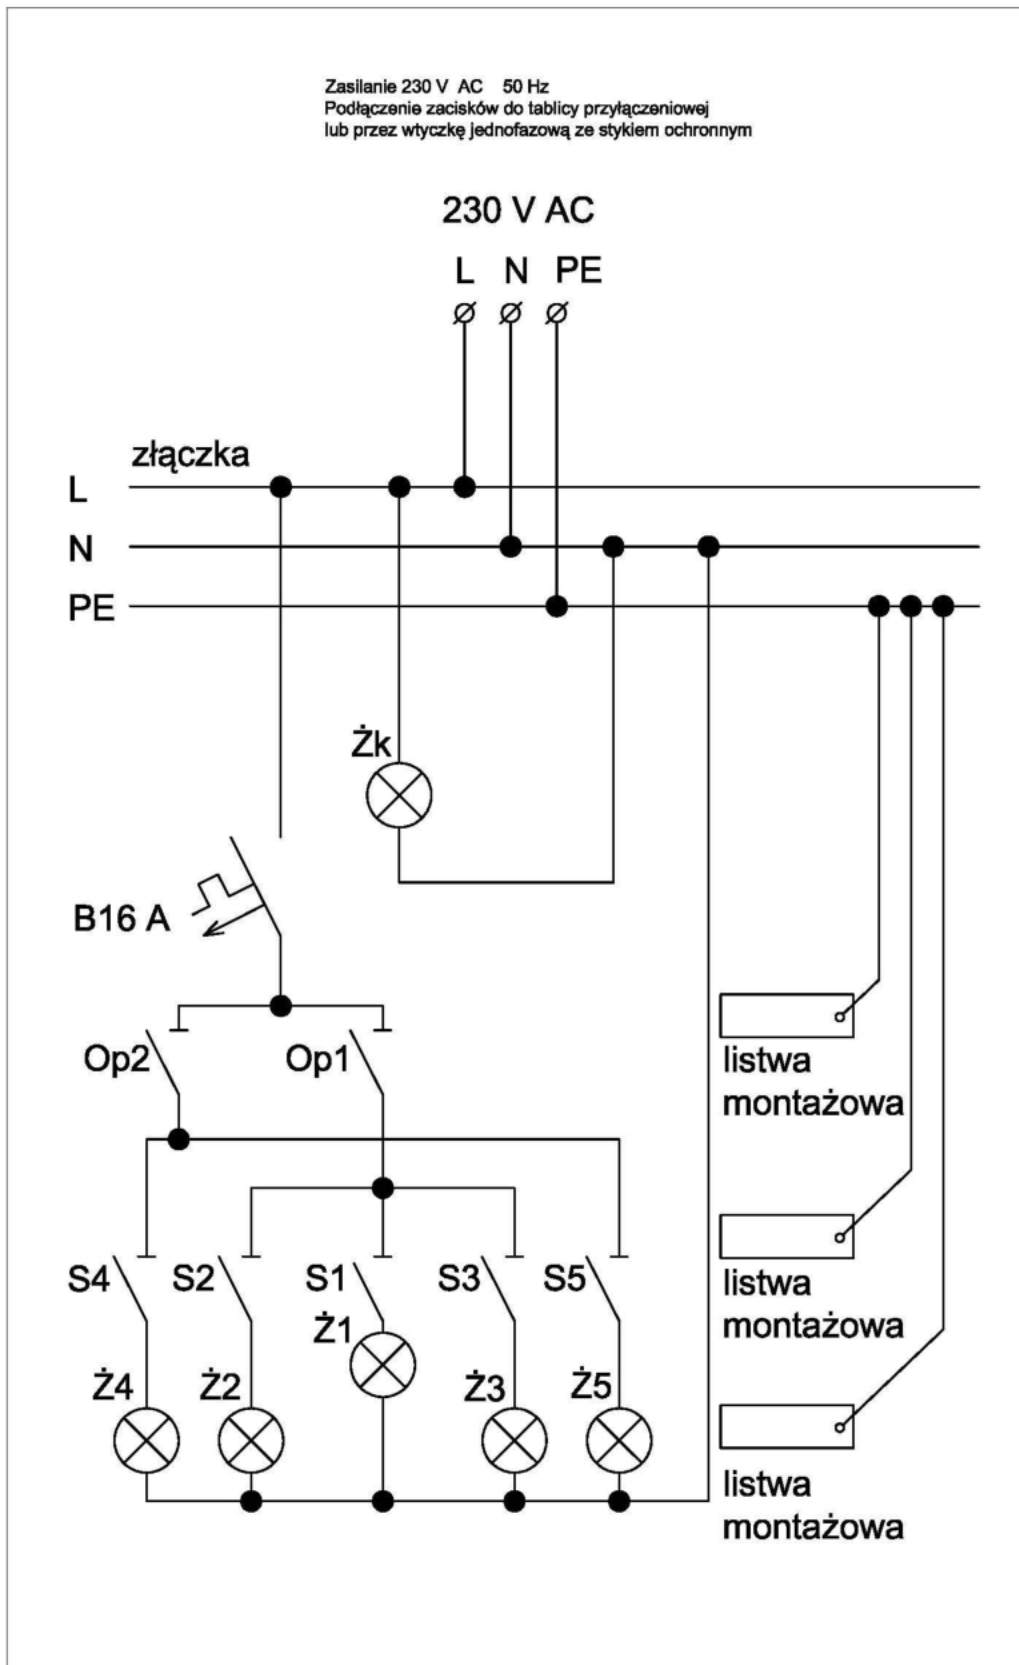 Zasilanie 230 V AC 50 Hz
Podłączenie zacisków do tablicy przyłączeniowej
lub przez wtyczkę jednofazową ze stykiem ochronnym
230 V AC
L N PE
złączka
L
N
PE
Żk
B16 A
Op2 Op1
listwa
montażowa
S4 S2 S1 S3 S5
listwa
montażowa
Ż1
Ż4 Ż2 Ż3 Ż5
listwa
montażowa